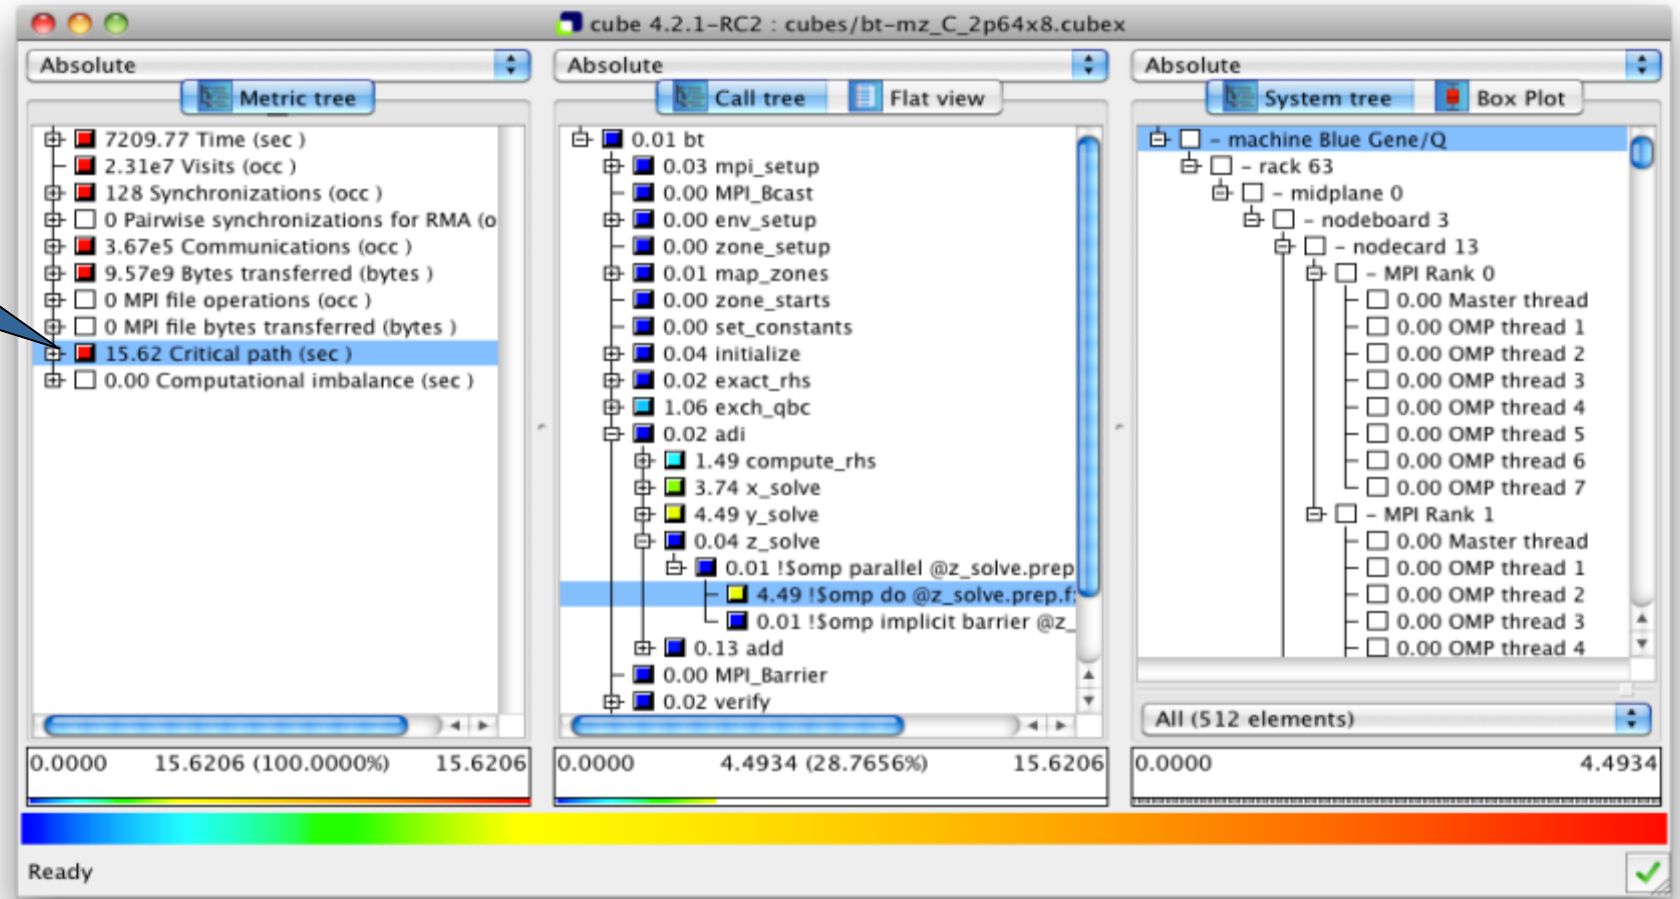 cube 4.2.1-RC2 : cubes/bt-mz_C_2p64x8.cubex
Absolute
Metric tree
7209.77 Time (sec )
2.31e7 Visits (occ )
128 Synchronizations (occ )
0 Pairwise synchronizations for RMA (o
3.67e5 Communications (occ )
9.57e9 Bytes transferred (bytes )
0 MPI file operations (occ )
0 MPI file bytes transferred (bytes )
15.62 Critical path (sec )
0.00 Computational imbalance (sec )
0.0000 15.6206 (100.0000%) 15.6206
Absolute
Call tree Flat view
0.01 bt
0.03 mpi_setup
0.00 MPI_Bcast
0.00 env_setup
0.00 zone_setup
0.01 map_zones
0.00 zone_starts
0.00 set_constants
0.04 initialize
0.02 exact_rhs
1.06 exch_qbc
0.02 adi
1.49 compute_rhs
3.74 x_solve
4.49 y_solve
0.04 z_solve
0.01 !$omp parallel @z_solve.prep
4.49 !$omp do @z_solve.prep.f:
0.01 !$omp implicit barrier @z_
0.13 add
0.00 MPI_Barrier
0.02 verify
0.0000 4.4934 (28.7656%) 15.6206
Absolute
System tree Box Plot
- machine Blue Gene/Q
- rack 63
- midplane 0
- nodeboard 3
- nodecard 13
- MPI Rank 0
0.00 Master thread
0.00 OMP thread 1
0.00 OMP thread 2
0.00 OMP thread 3
0.00 OMP thread 4
0.00 OMP thread 5
0.00 OMP thread 6
0.00 OMP thread 7
- MPI Rank 1
0.00 Master thread
0.00 OMP thread 1
0.00 OMP thread 2
0.00 OMP thread 3
0.00 OMP thread 4
All (512 elements)
0.0000 4.4934
Ready